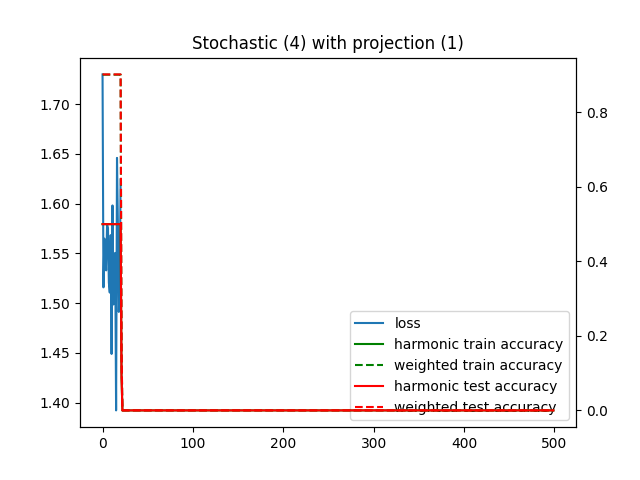 Stochastic (4) with projection (1)
1.70
1.65
1.60
1.55
1.50
1.45
1.40
0.8
0.6
0.4
0.2
0.0
loss
harmonic train accuracy
weighted train accuracy
harmonic test accuracy
weighted test accuracy
0 100 200 300 400 500